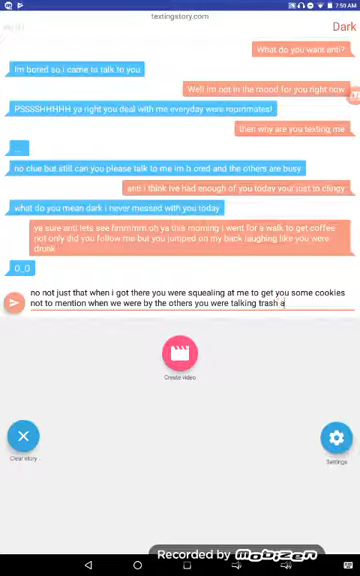 7:50 AM
textingstory.com
Dark
What do you want anti?
Im bored so i came to talk to you
Well im not in the mood for you right now
PSSSSHHHHH ya right you deal with me everyday were roommates!
then why are you texting me
...
no clue but still can you please talk to me im b.ored and the others are busy
anti i think ive had enough of you today your just to clingy
what do you mean dark i never messed with you today
ya sure anti lets see hmmmmm oh ya this morning i went for a walk to get coffee
not only did you follow me but you jumped on my back laughing like you were
drunk
O_O
no not just that when i got there you were squealing at me to get you some cookies
not to mention when we were by the others you were talking trash a
Create video
Clear story
Settings
Recorded by mobizen